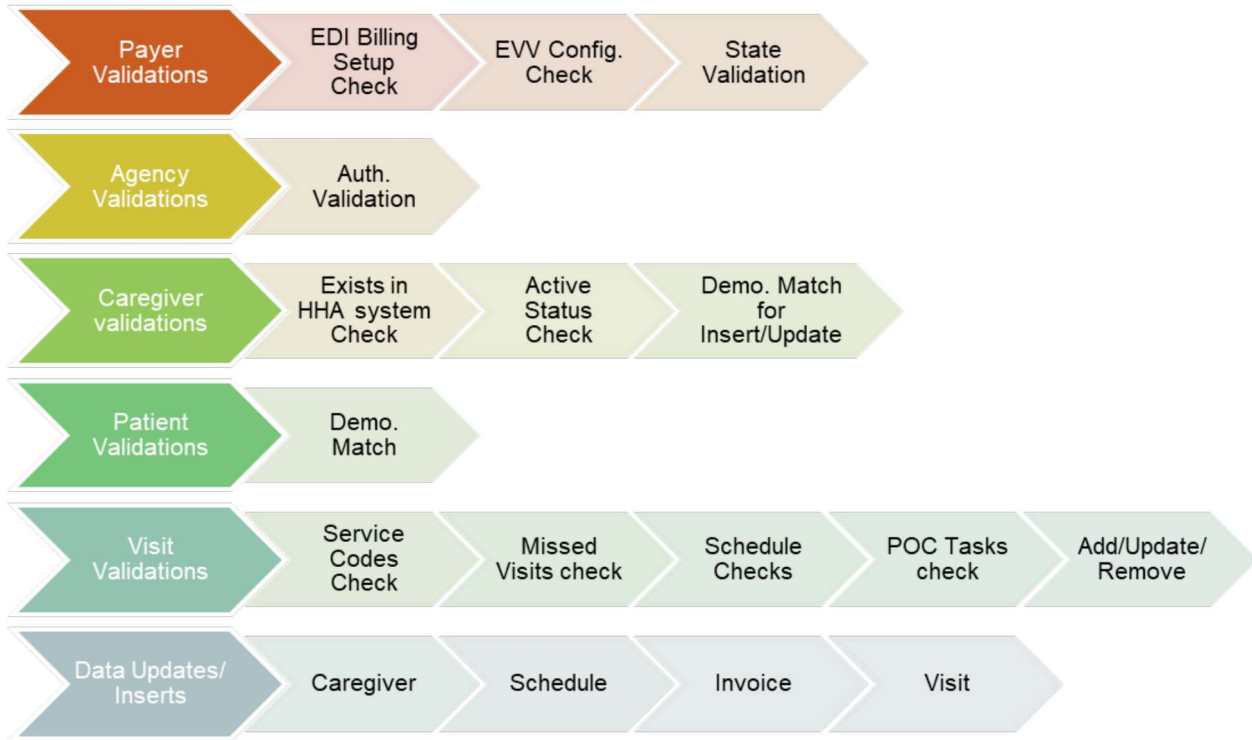 Payer
Validations
EDI Billing
Setup
Check
EVV Config.
Check
State
Validation
Agency
Validations
Auth.
Validation
Caregiver
validations
Exists in
HHA system
Check
Active
Status
Check
Demo. Match
for
Insert/Update
Patient
Validations
Demo.
Match
Visit
Validations
Service
Codes
Check
Missed
Visits check
Schedule
Checks
POC Tasks
check
Add/Update/
Remove
Data Updates/
Inserts
Caregiver
Schedule
Invoice
Visit